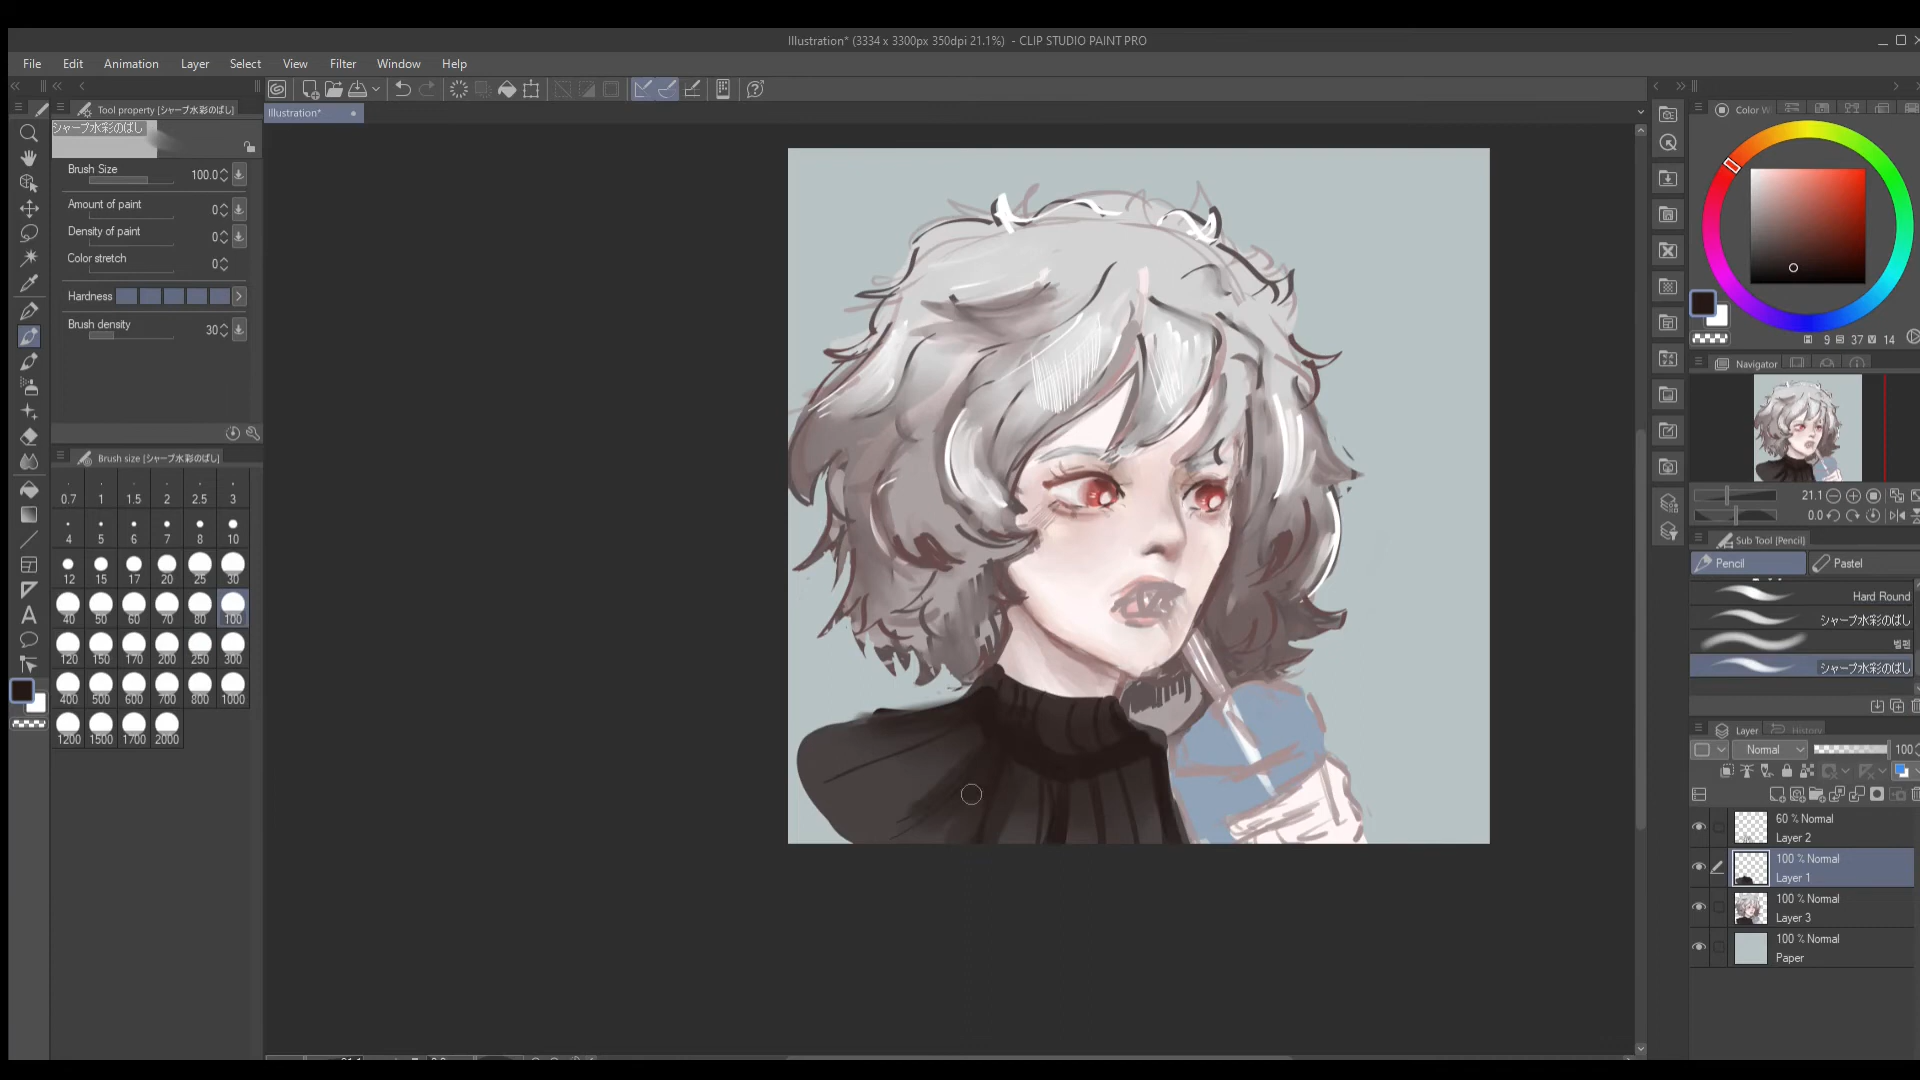 Illustration* (3334 x 3300px 350dpi 21.1%) - CLIP STUDIO PAINT PRO
File Edit Animation Layer Select View Filter Window Help
Tool property [シャープ水彩のばし]
シャープ水彩のばし
Brush Size 100.0
Amount of paint 0
Density of paint 0
Color stretch 0
Hardness
Brush density 30
Brush size [シャープ水彩のばし]
0.7 1 1.5 2 2.5 3
4 5 6 7 8 10
12 15 17 20 25 30
40 50 60 70 80 100
120 150 170 200 250 300
400 500 600 700 800 1000
1200 1500 1700 2000
Illustration*
Color W
9 37 V 14
Navigator
21.1
0.0
Sub Tool [Pencil]
Pencil Pastel
Hard Round
シャープ水彩のばし
シャープ水彩のばし
Layer History
Normal 100
60 % Normal
Layer 2
100 % Normal
Layer 1
100 % Normal
Layer 3
100 % Normal
Paper